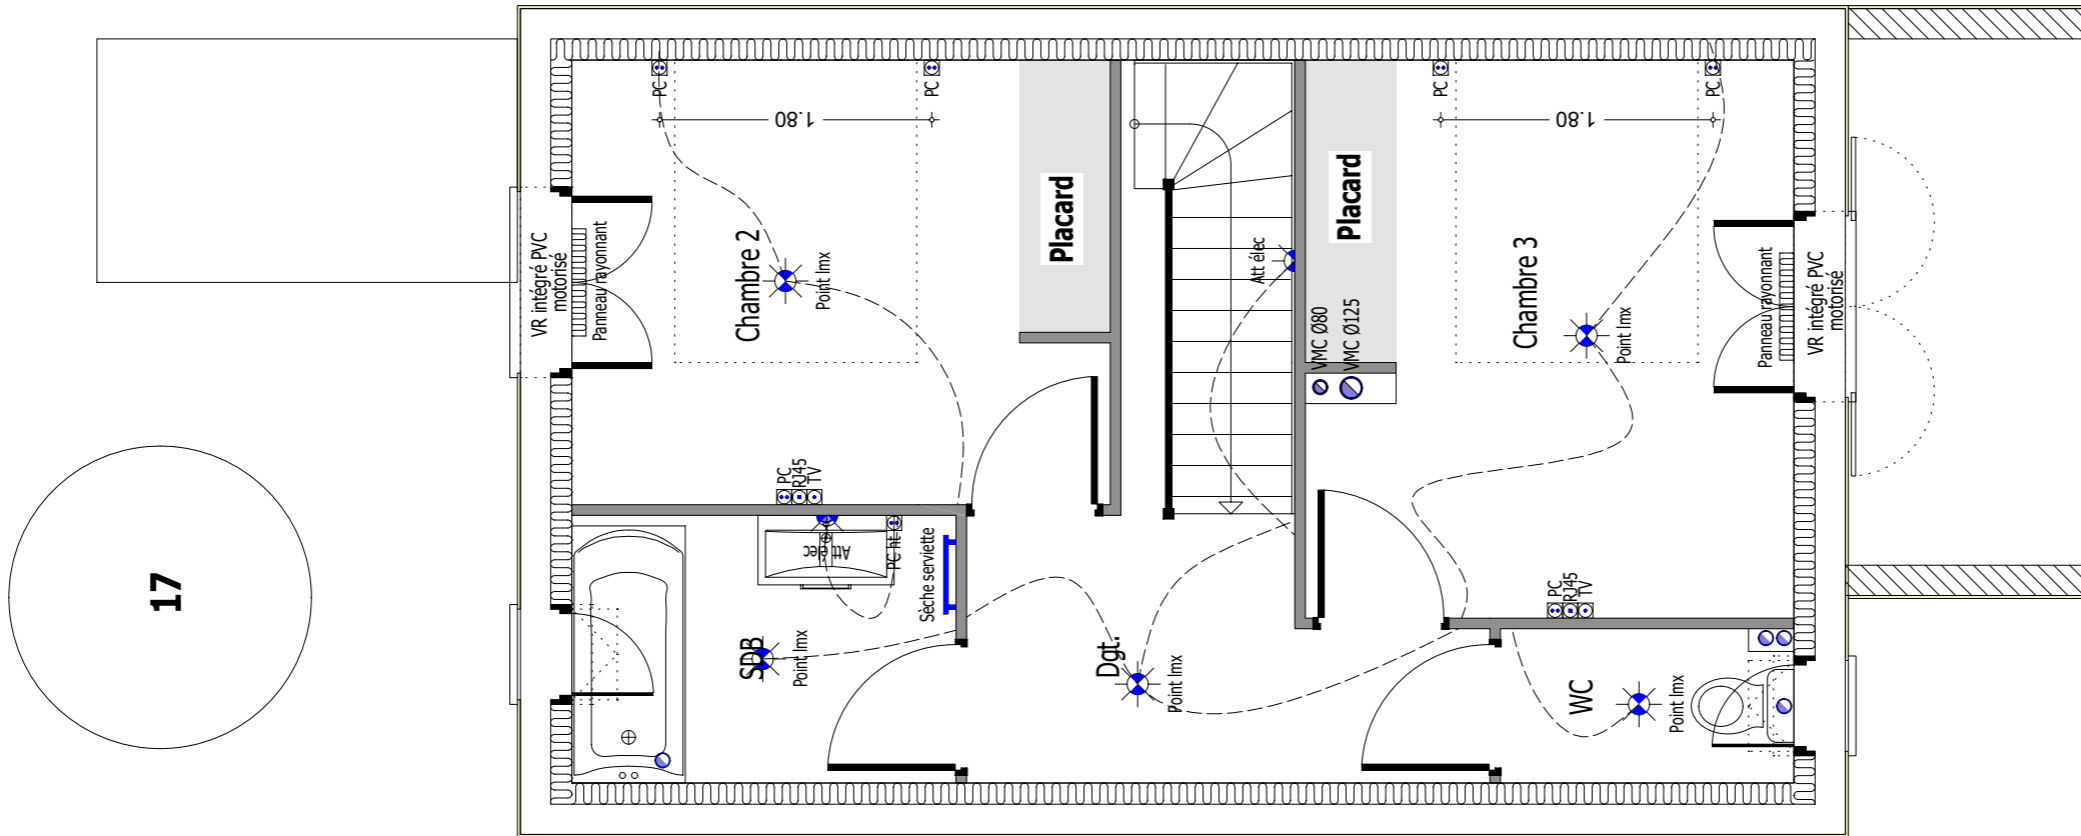 17
VR intégré PVC
motorisé
Panneau rayonnant
PC
1.80
PC
Chambre 2
Point lmx
Placard
PC
RJ45
TV
Att élec
PC ht
Sèche serviette
SDB
Point lmx
Dgt.
Point lmx
Att élec
Placard
VMC Ø80
VMC Ø125
PC
1.80
PC
Chambre 3
Point lmx
Panneau rayonnant
VR intégré PVC
motorisé
PC
RJ45
TV
WC
Point lmx